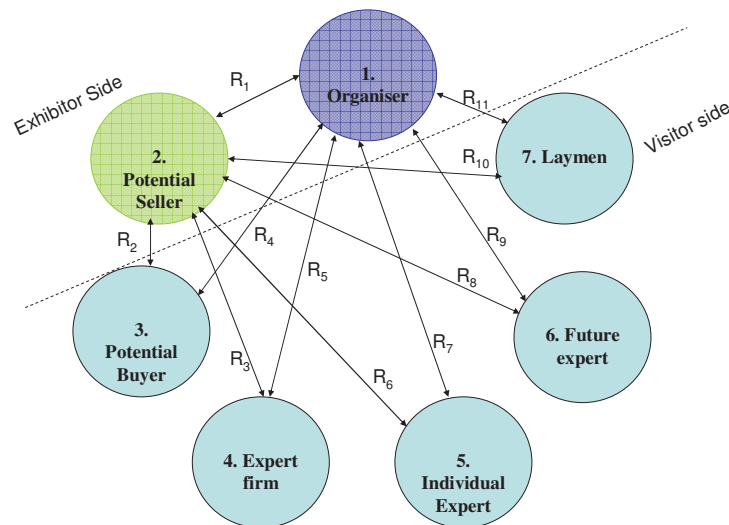 1.
Organiser
R1
R11
Exhibitor Side
Visitor side
2.
Potential
Seller
R10
7. Laymen
R2
R4
R9
R5
R8
3.
Potential
Buyer
6. Future
expert
R7
R3
R6
4. Expert
firm
5.
Individual
Expert